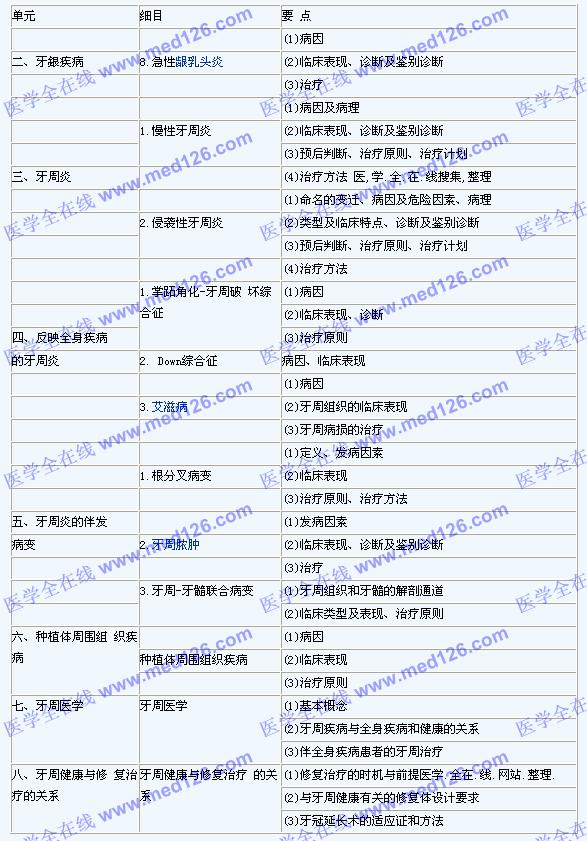 单元 细目 要 点
(1)病因
二、牙龈疾病 8.急性龈乳头炎 (2)临床表现、诊断及鉴别诊断
(3)治疗
(1)病因及病理
1.慢性牙周炎 (2)临床表现、诊断及鉴别诊断
(3)预后判断、治疗原则、治疗计划
三、牙周炎 (4)治疗方法 医,学.全.在.线搜集,整理
(1)命名的变迁、病因及危险因素、病理
2.侵袭性牙周炎 (2)类型及临床特点、诊断及鉴别诊断
(3)预后判断、治疗原则、治疗计划
(4)治疗方法
1.掌跖角化-牙周破 坏综 (1)病因
合征 (2)临床表现、诊断
四、反映全身疾病 (3)治疗原则
的牙周炎 2. Down综合征 病因、临床表现
(1)病因
3.艾滋病 (2)牙周组织的临床表现
(3)牙周病损的治疗
(1)定义、发病因素
1.根分叉病变 (2)临床表现
(3)治疗原则、治疗方法
五、牙周炎的伴发 (1)发病因素
病变 2.牙周脓肿 (2)临床表现、诊断及鉴别诊断
(3)治疗
3.牙周-牙髓联合病变 (1)牙周组织和牙髓的解剖通道
(2)临床类型及表现、治疗原则
六、种植体周围组 织疾 (1)病因
病 种植体周围组织疾病 (2)临床表现
(3)治疗原则
七、牙周医学 牙周医学 (1)基本概念
(2)牙周疾病与全身疾病和健康的关系
(3)伴全身疾病患者的牙周治疗
八、牙周健康与修 复治 牙周健康与修复治疗 的关 (1)修复治疗的时机与前提医学.全在.线.网站.整理.
疗的关系 系 (2)与牙周健康有关的修复体设计要求
(3)牙冠延长术的适应证和方法
医学全在线 www.med126.com